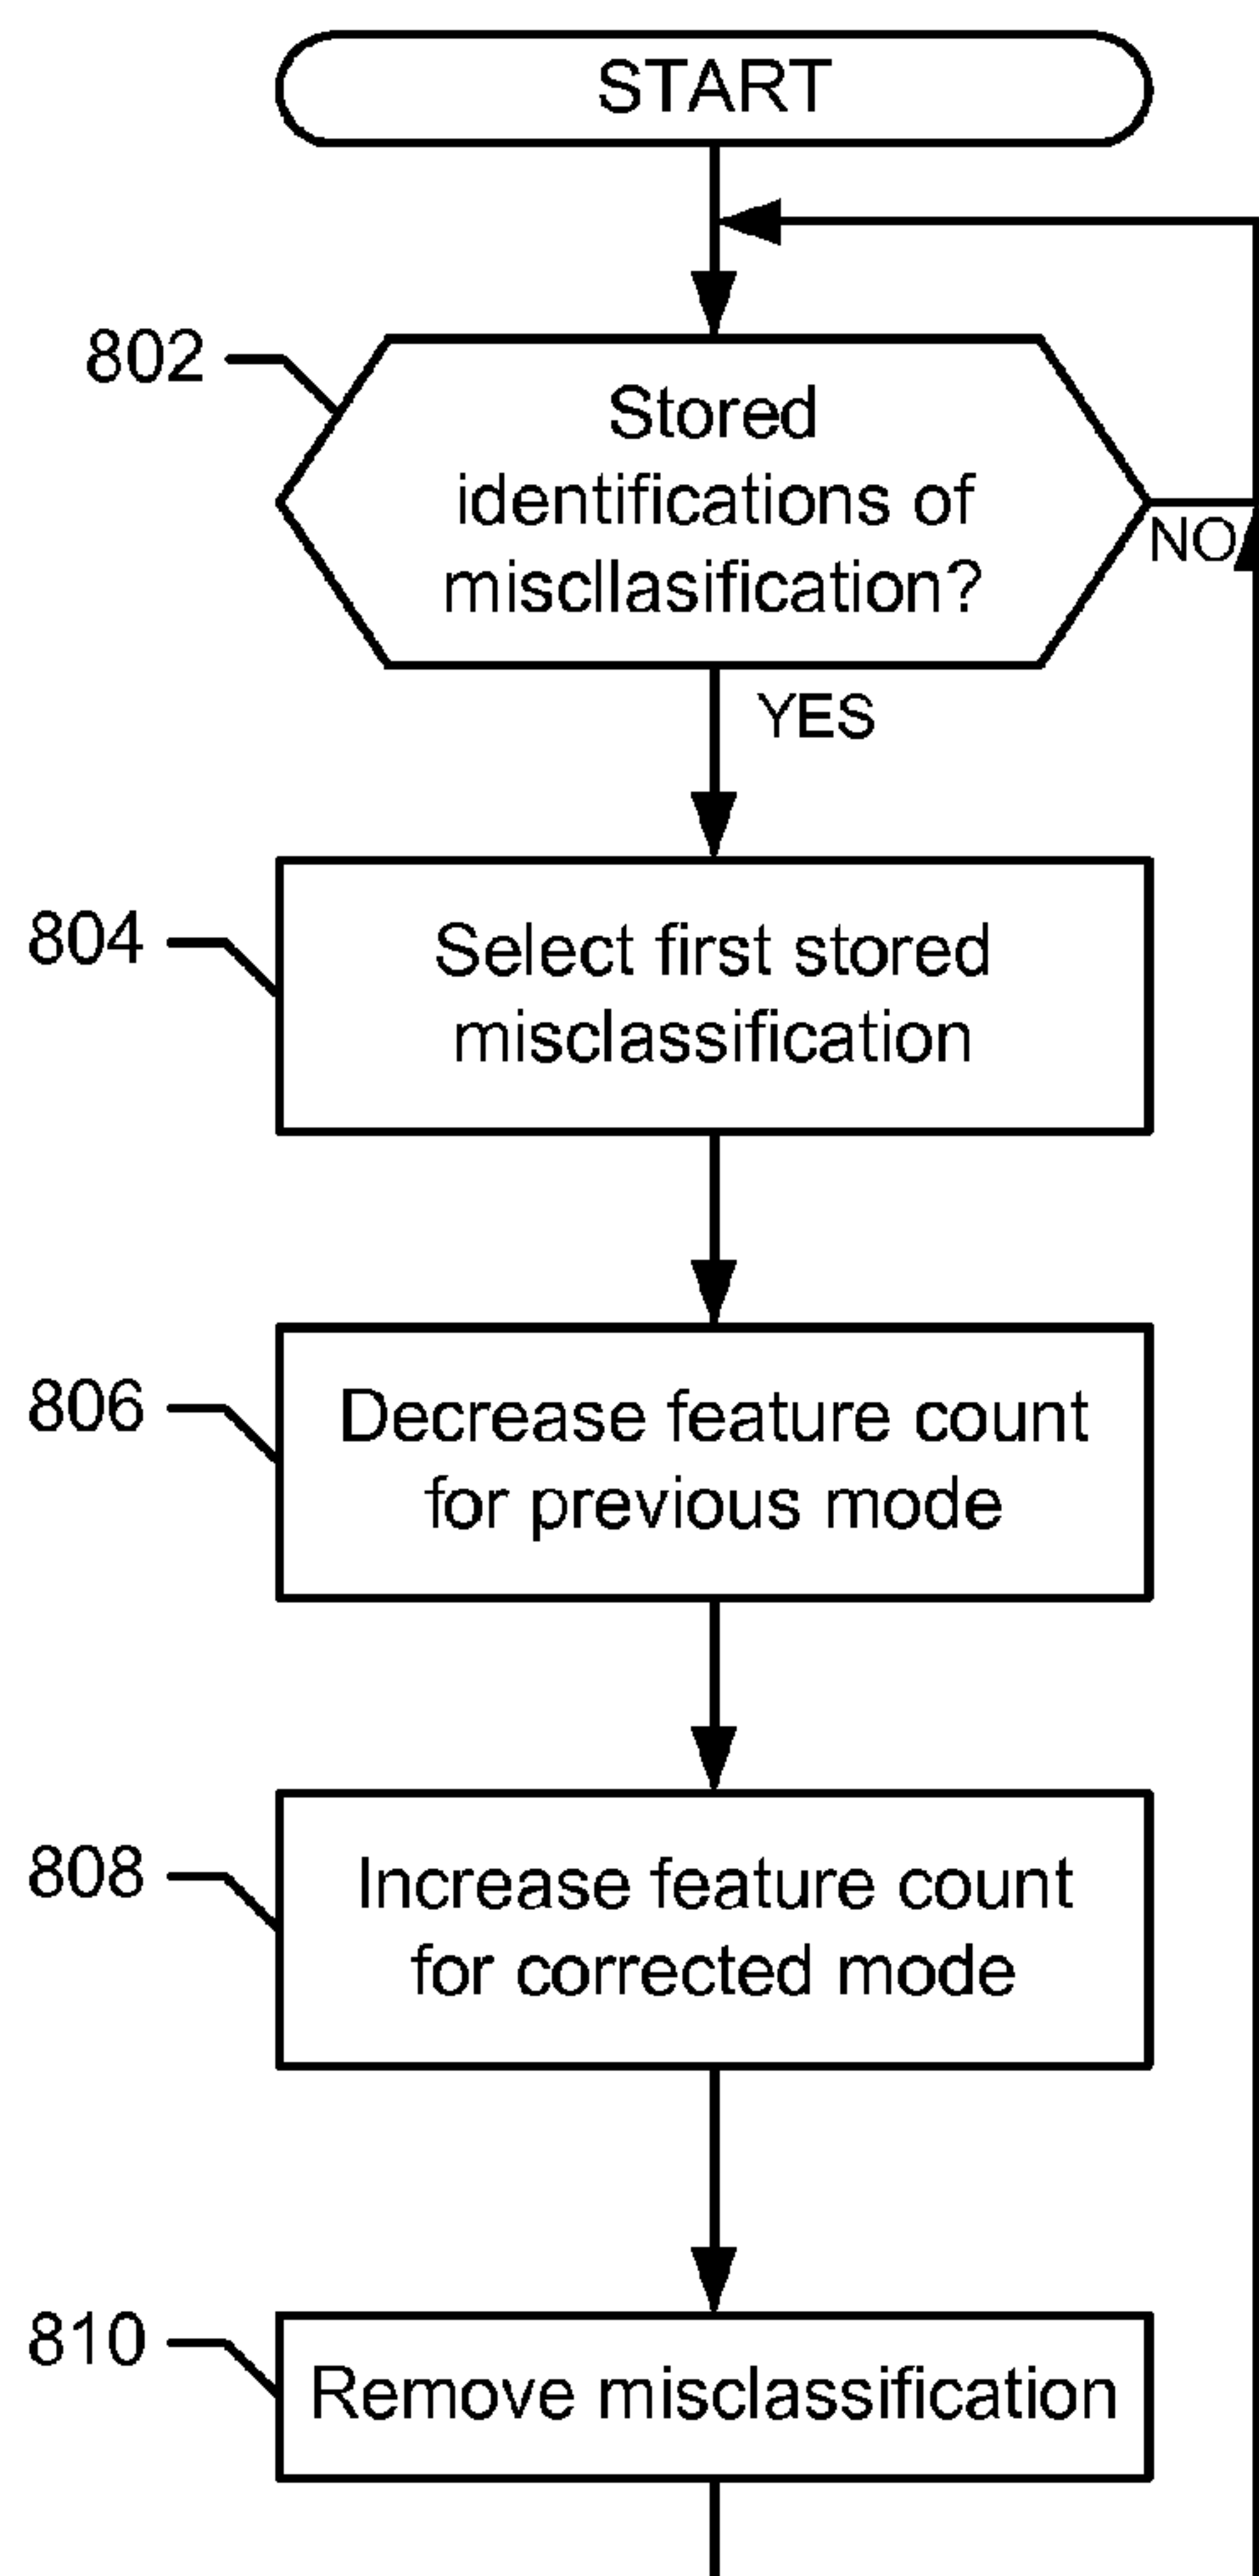 START
802
Stored
identifications of
miscllasification?
NO
YES
804
Select first stored
misclassification
806
Decrease feature count
for previous mode
808
Increase feature count
for corrected mode
810
Remove misclassification